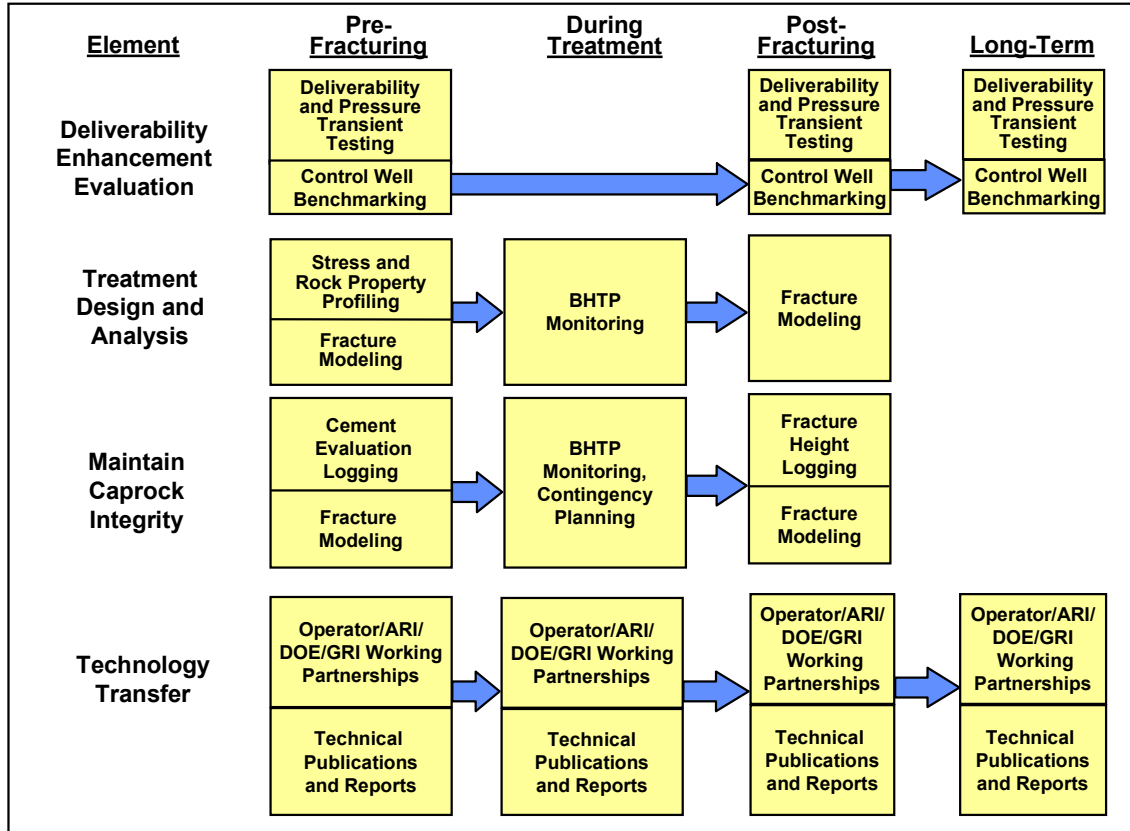 Element
Pre-
Fracturing
During
Treatment
Post-
Fracturing
Long-Term
Deliverability
Enhancement
Evaluation
Deliverability
and Pressure
Transient
Testing
Control Well
Benchmarking
Deliverability
and Pressure
Transient
Testing
Control Well
Benchmarking
Deliverability
and Pressure
Transient
Testing
Control Well
Benchmarking
Treatment
Design and
Analysis
Stress and
Rock Property
Profiling
Fracture
Modeling
BHTP
Monitoring
Fracture
Modeling
Maintain
Caprock
Integrity
Cement
Evaluation
Logging
Fracture
Modeling
BHTP
Monitoring,
Contingency
Planning
Fracture
Height
Logging
Fracture
Modeling
Technology
Transfer
Operator/ARI/
DOE/GRI Working
Partnerships
Technical
Publications
and Reports
Operator/ARI/
DOE/GRI Working
Partnerships
Technical
Publications
and Reports
Operator/ARI/
DOE/GRI
Working
Partnerships
Technical
Publications
and Reports
Operator/ARI/
DOE/GRI
Working
Partnerships
Technical
Publications
and Reports